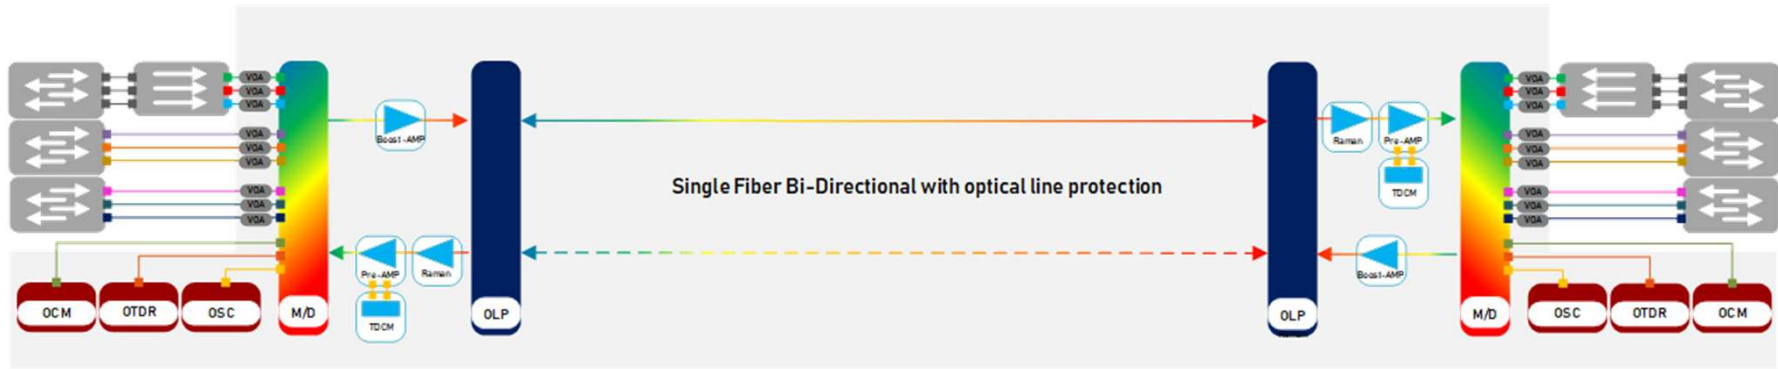 VOA VOA
VOA VOA
VOA VOA
Boost-AMP Raman Pre-AMP
VOA VOA
VOA VOA
VOA VOA
Single Fiber Bi-Directional with optical line protection
TDCM
VOA VOA
VOA VOA
VOA VOA
Pre-AMP Raman Boost-AMP
OCM OTDR OSC M/D OLP OLP M/D OSC OTDR OCM
TDCM